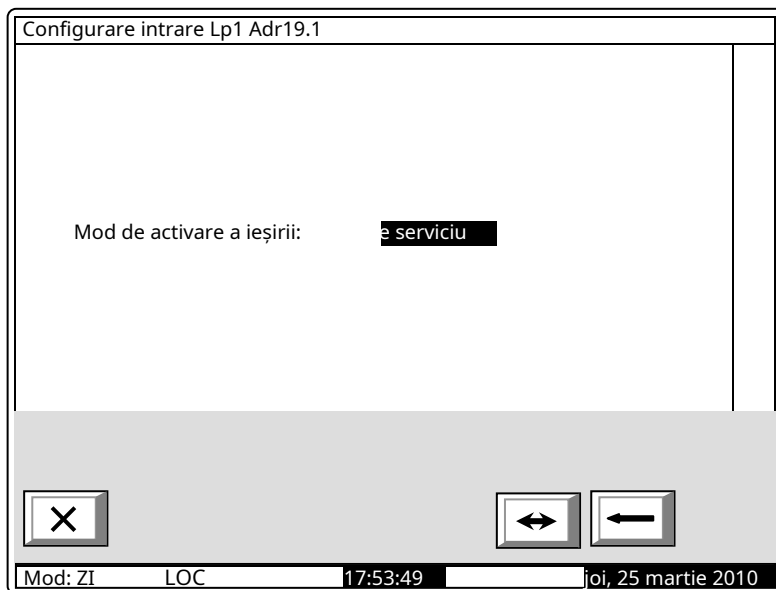 Configurare intrare Lp1 Adr19.1
Mod de activare a ieșirii: e serviciu
Mod: ZI LOC 17:53:49 joi, 25 martie 2010